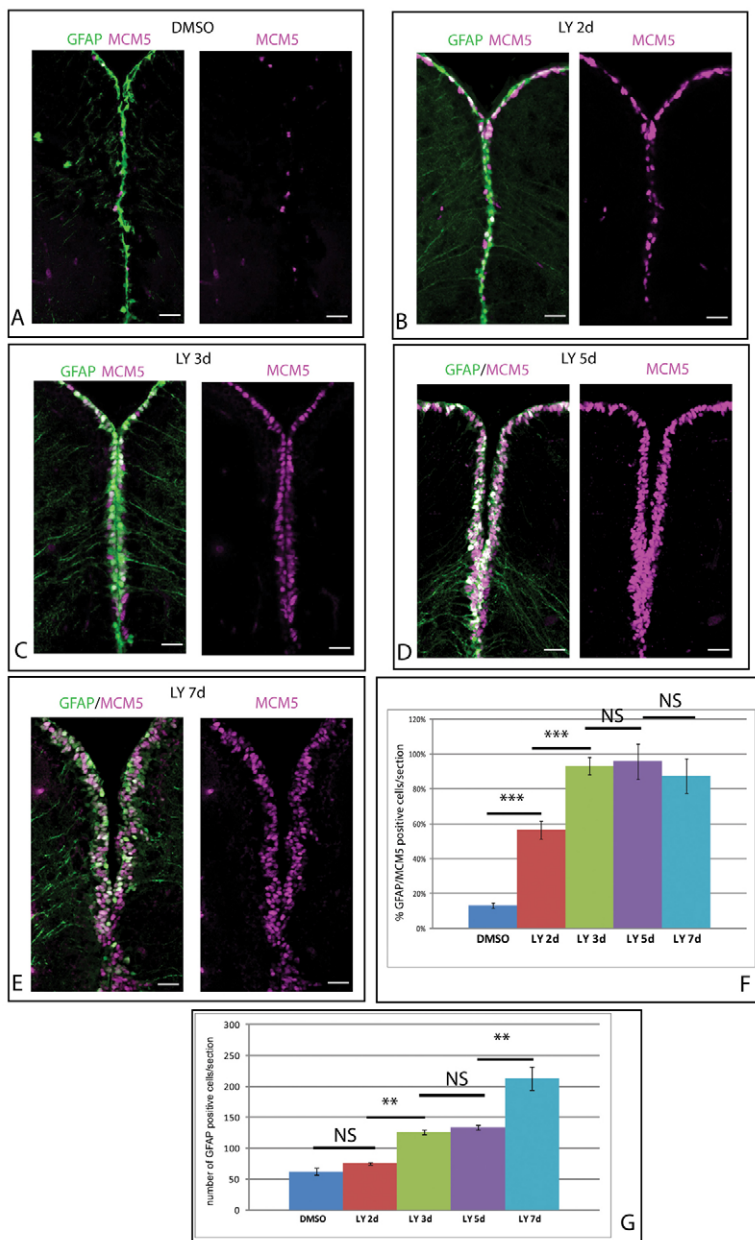 DMSO
GFAP MCM5
MCM5
A
LY 2d
GFAP MCM5
MCM5
B
LY 3d
GFAP MCM5
MCM5
C
LY 5d
GFAP/MCM5
MCM5
D
LY 7d
GFAP/MCM5
MCM5
E
% GFAP/MCM5 positive cells/section
120%
100%
80%
60%
40%
20%
0%
***
***
NS
NS
DMSO LY 2d LY 3d LY 5d LY 7d
F
number of GFAP positive cells/section
300
250
200
150
100
50
0
NS
**
NS
**
DMSO LY 2d LY 3d LY 5d LY 7d
G